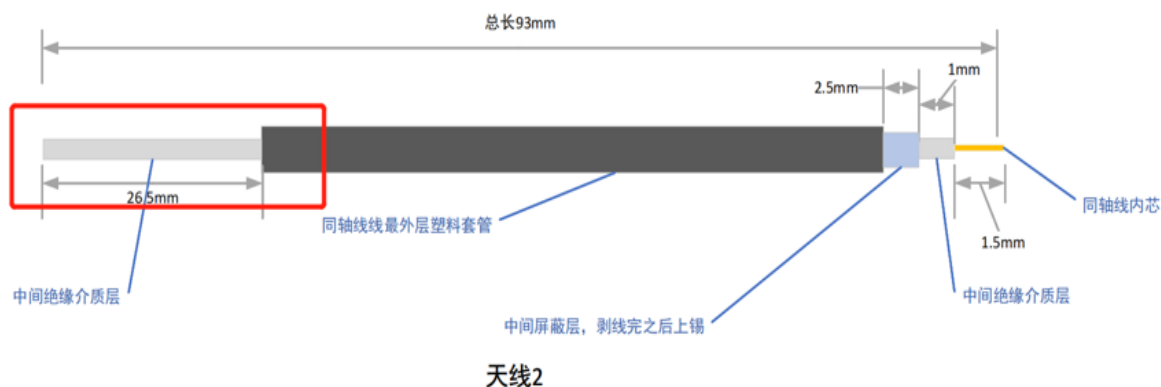 总长93mm
1mm
2.5mm
26.5mm
同轴线线最外层塑料套管
同轴线内芯
1.5mm
中间绝缘介质层
中间绝缘介质层
中间屏蔽层，剥线完之后上锡
天线2